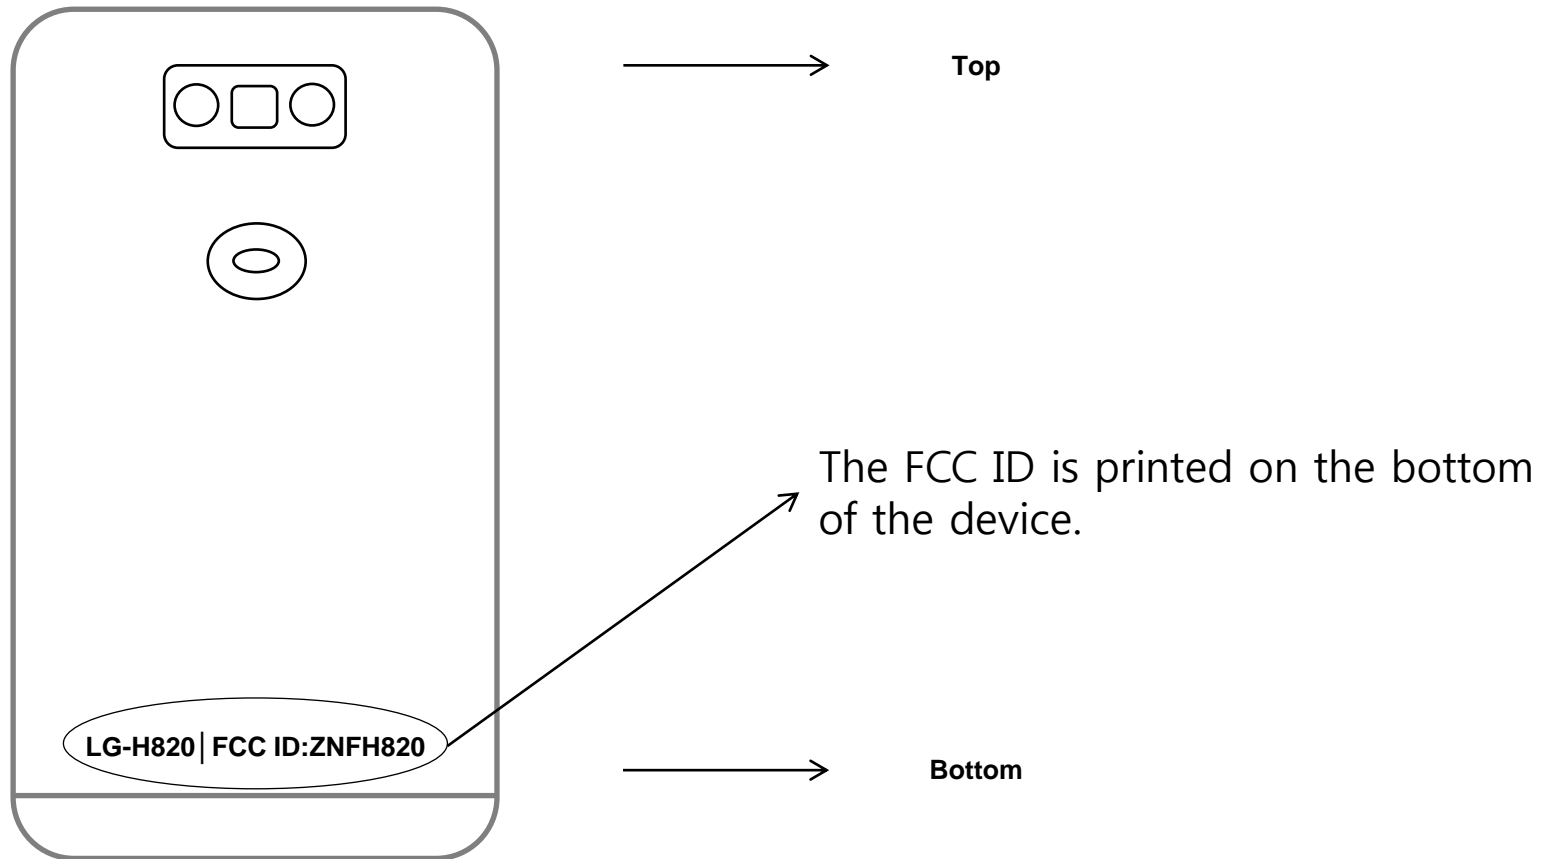 Top
The FCC ID is printed on the bottom
of the device.
LG-H820│FCC ID:ZNFH820
Bottom